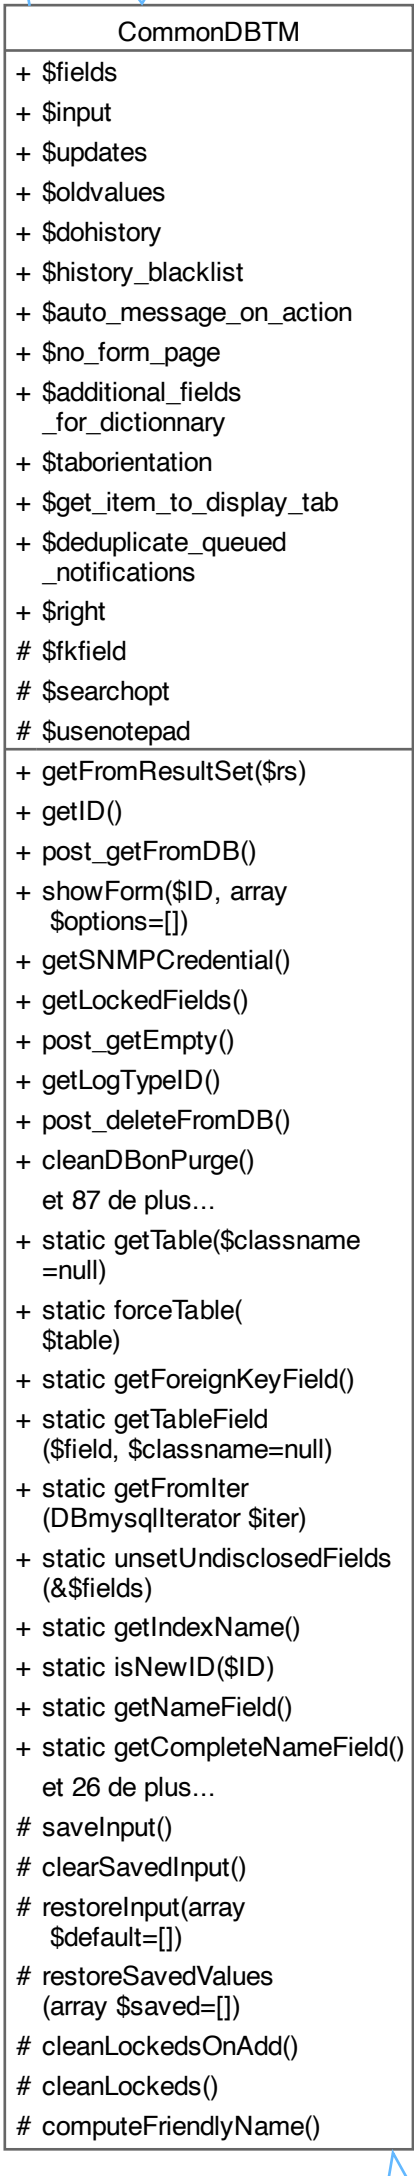 CommonDBTM
+ $fields
+ $input
+ $updates
+ $oldvalues
+ $dohistory
+ $history_blacklist
+ $auto_message_on_action
+ $no_form_page
+ $additional_fields
_for_dictionnary
+ $taborientation
+ $get_item_to_display_tab
+ $deduplicate_queued
_notifications
+ $right
# $fkfield
# $searchopt
# $usenotepad
+ getFromResultSet($rs)
+ getID()
+ post_getFromDB()
+ showForm($ID, array
$options=[])
+ getSNMPCredential()
+ getLockedFields()
+ post_getEmpty()
+ getLogTypeID()
+ post_deleteFromDB()
+ cleanDBonPurge()
et 87 de plus...
+ static getTable($classname
=null)
+ static forceTable(
$table)
+ static getForeignKeyField()
+ static getTableField
($field, $classname=null)
+ static getFromIter
(DBmysqlIterator $iter)
+ static unsetUndisclosedFields
(&$fields)
+ static getIndexName()
+ static isNewID($ID)
+ static getNameField()
+ static getCompleteNameField()
et 26 de plus...
# saveInput()
# clearSavedInput()
# restoreInput(array
$default=[])
# restoreSavedValues
(array $saved=[])
# cleanLockedsOnAdd()
# cleanLockeds()
# computeFriendlyName()